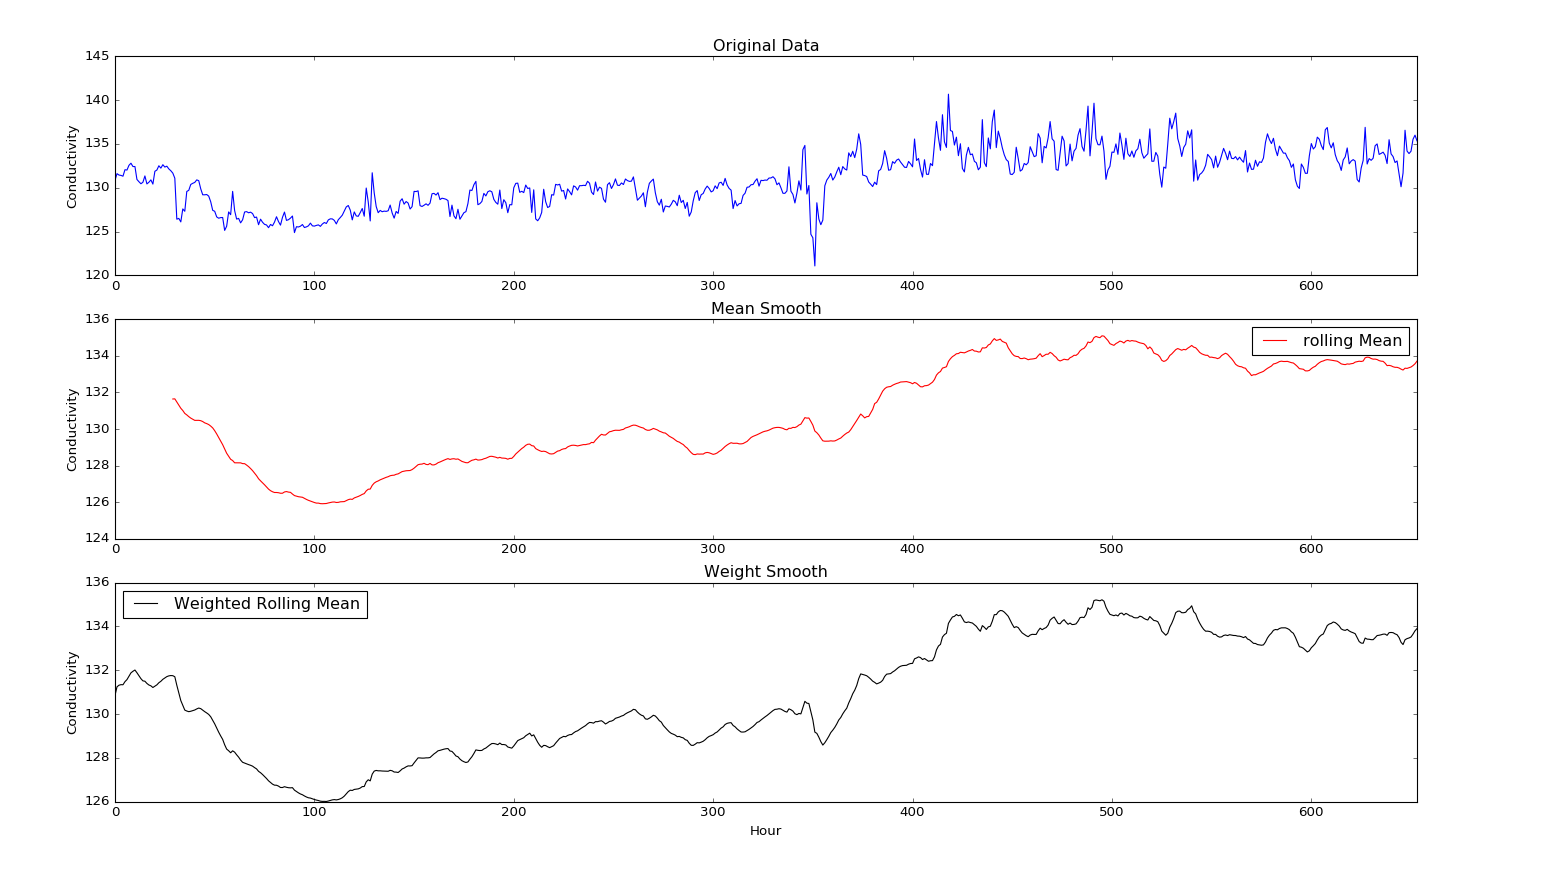 Original Data
145
140
135
130
125
120
Conductivity
0 100 200 300 400 500 600
Mean Smooth
136
134
132
130
128
126
124
Conductivity
rolling Mean
0 100 200 300 400 500 600
Weight Smooth
136
134
132
130
128
126
Conductivity
Weighted Rolling Mean
0 100 200 300 400 500 600
Hour